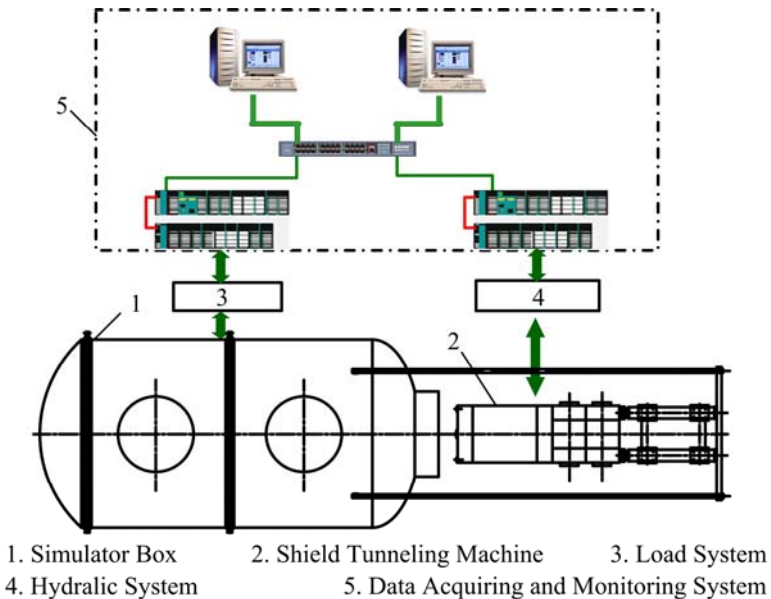 5
3
4
1
2
1. Simulator Box 2. Shield Tunneling Machine 3. Load System
4. Hydralic System 5. Data Acquiring and Monitoring System